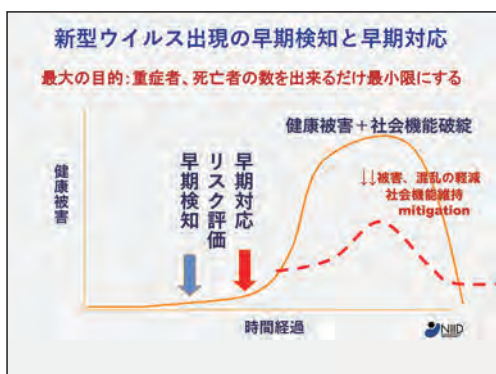 新型ウイルス出現の早期検知と早期対応
最大の目的：重症者、死亡者の数を出来るだけ最小限にする
健康被害＋社会機能破綻
早期検知
リスク評価
早期対応
↓↓被害、混乱の軽減
社会機能維持
mitigation
健康被害
時間経過
NIID